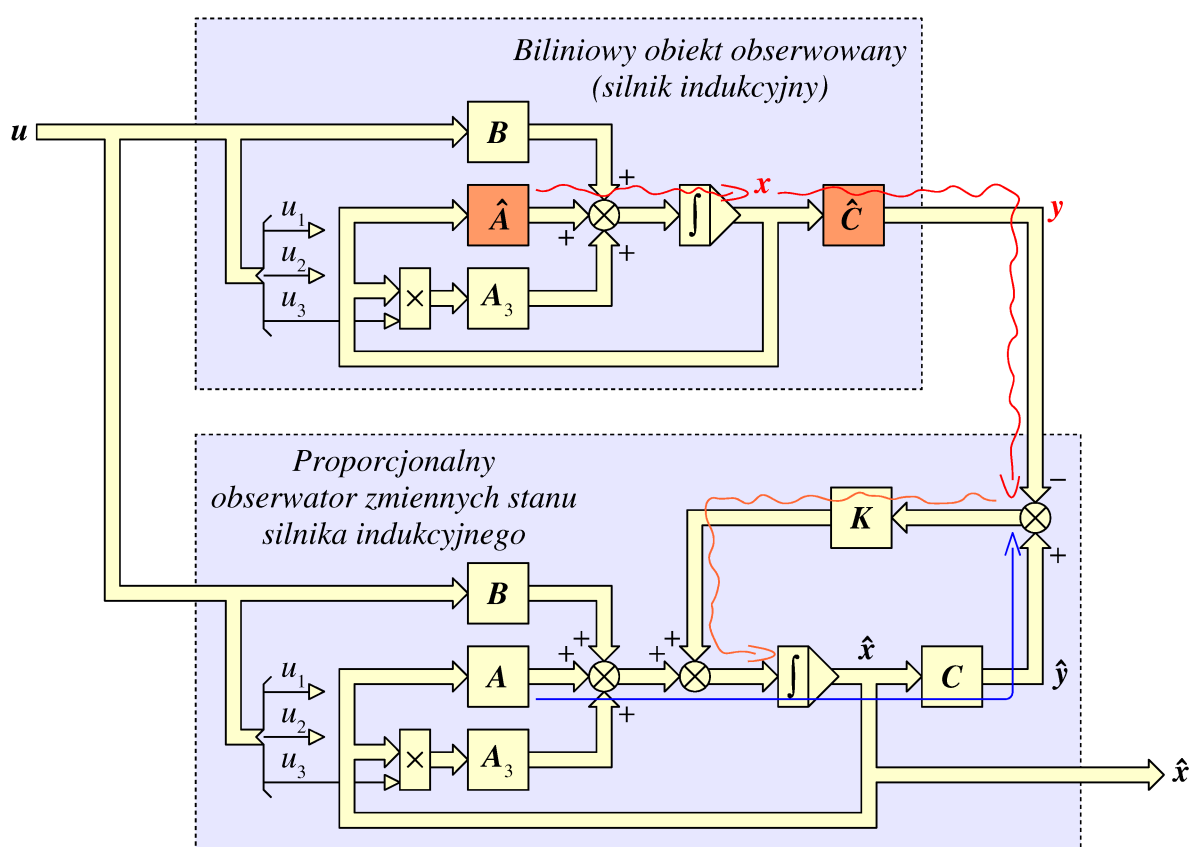 Biliniowy obiekt obserwowany
(silnik indukcyjny)
u
B
+
x
u1
Â
∫
Ĉ
y
+
+
u2
u3
×
A3
Proporcjonalny
obserwator zmiennych stanu
silnika indukcyjnego
K
−
+
B
+
+
+
+
x̂
u1
A
∫
C
ŷ
+
u2
u3
×
A3
x̂